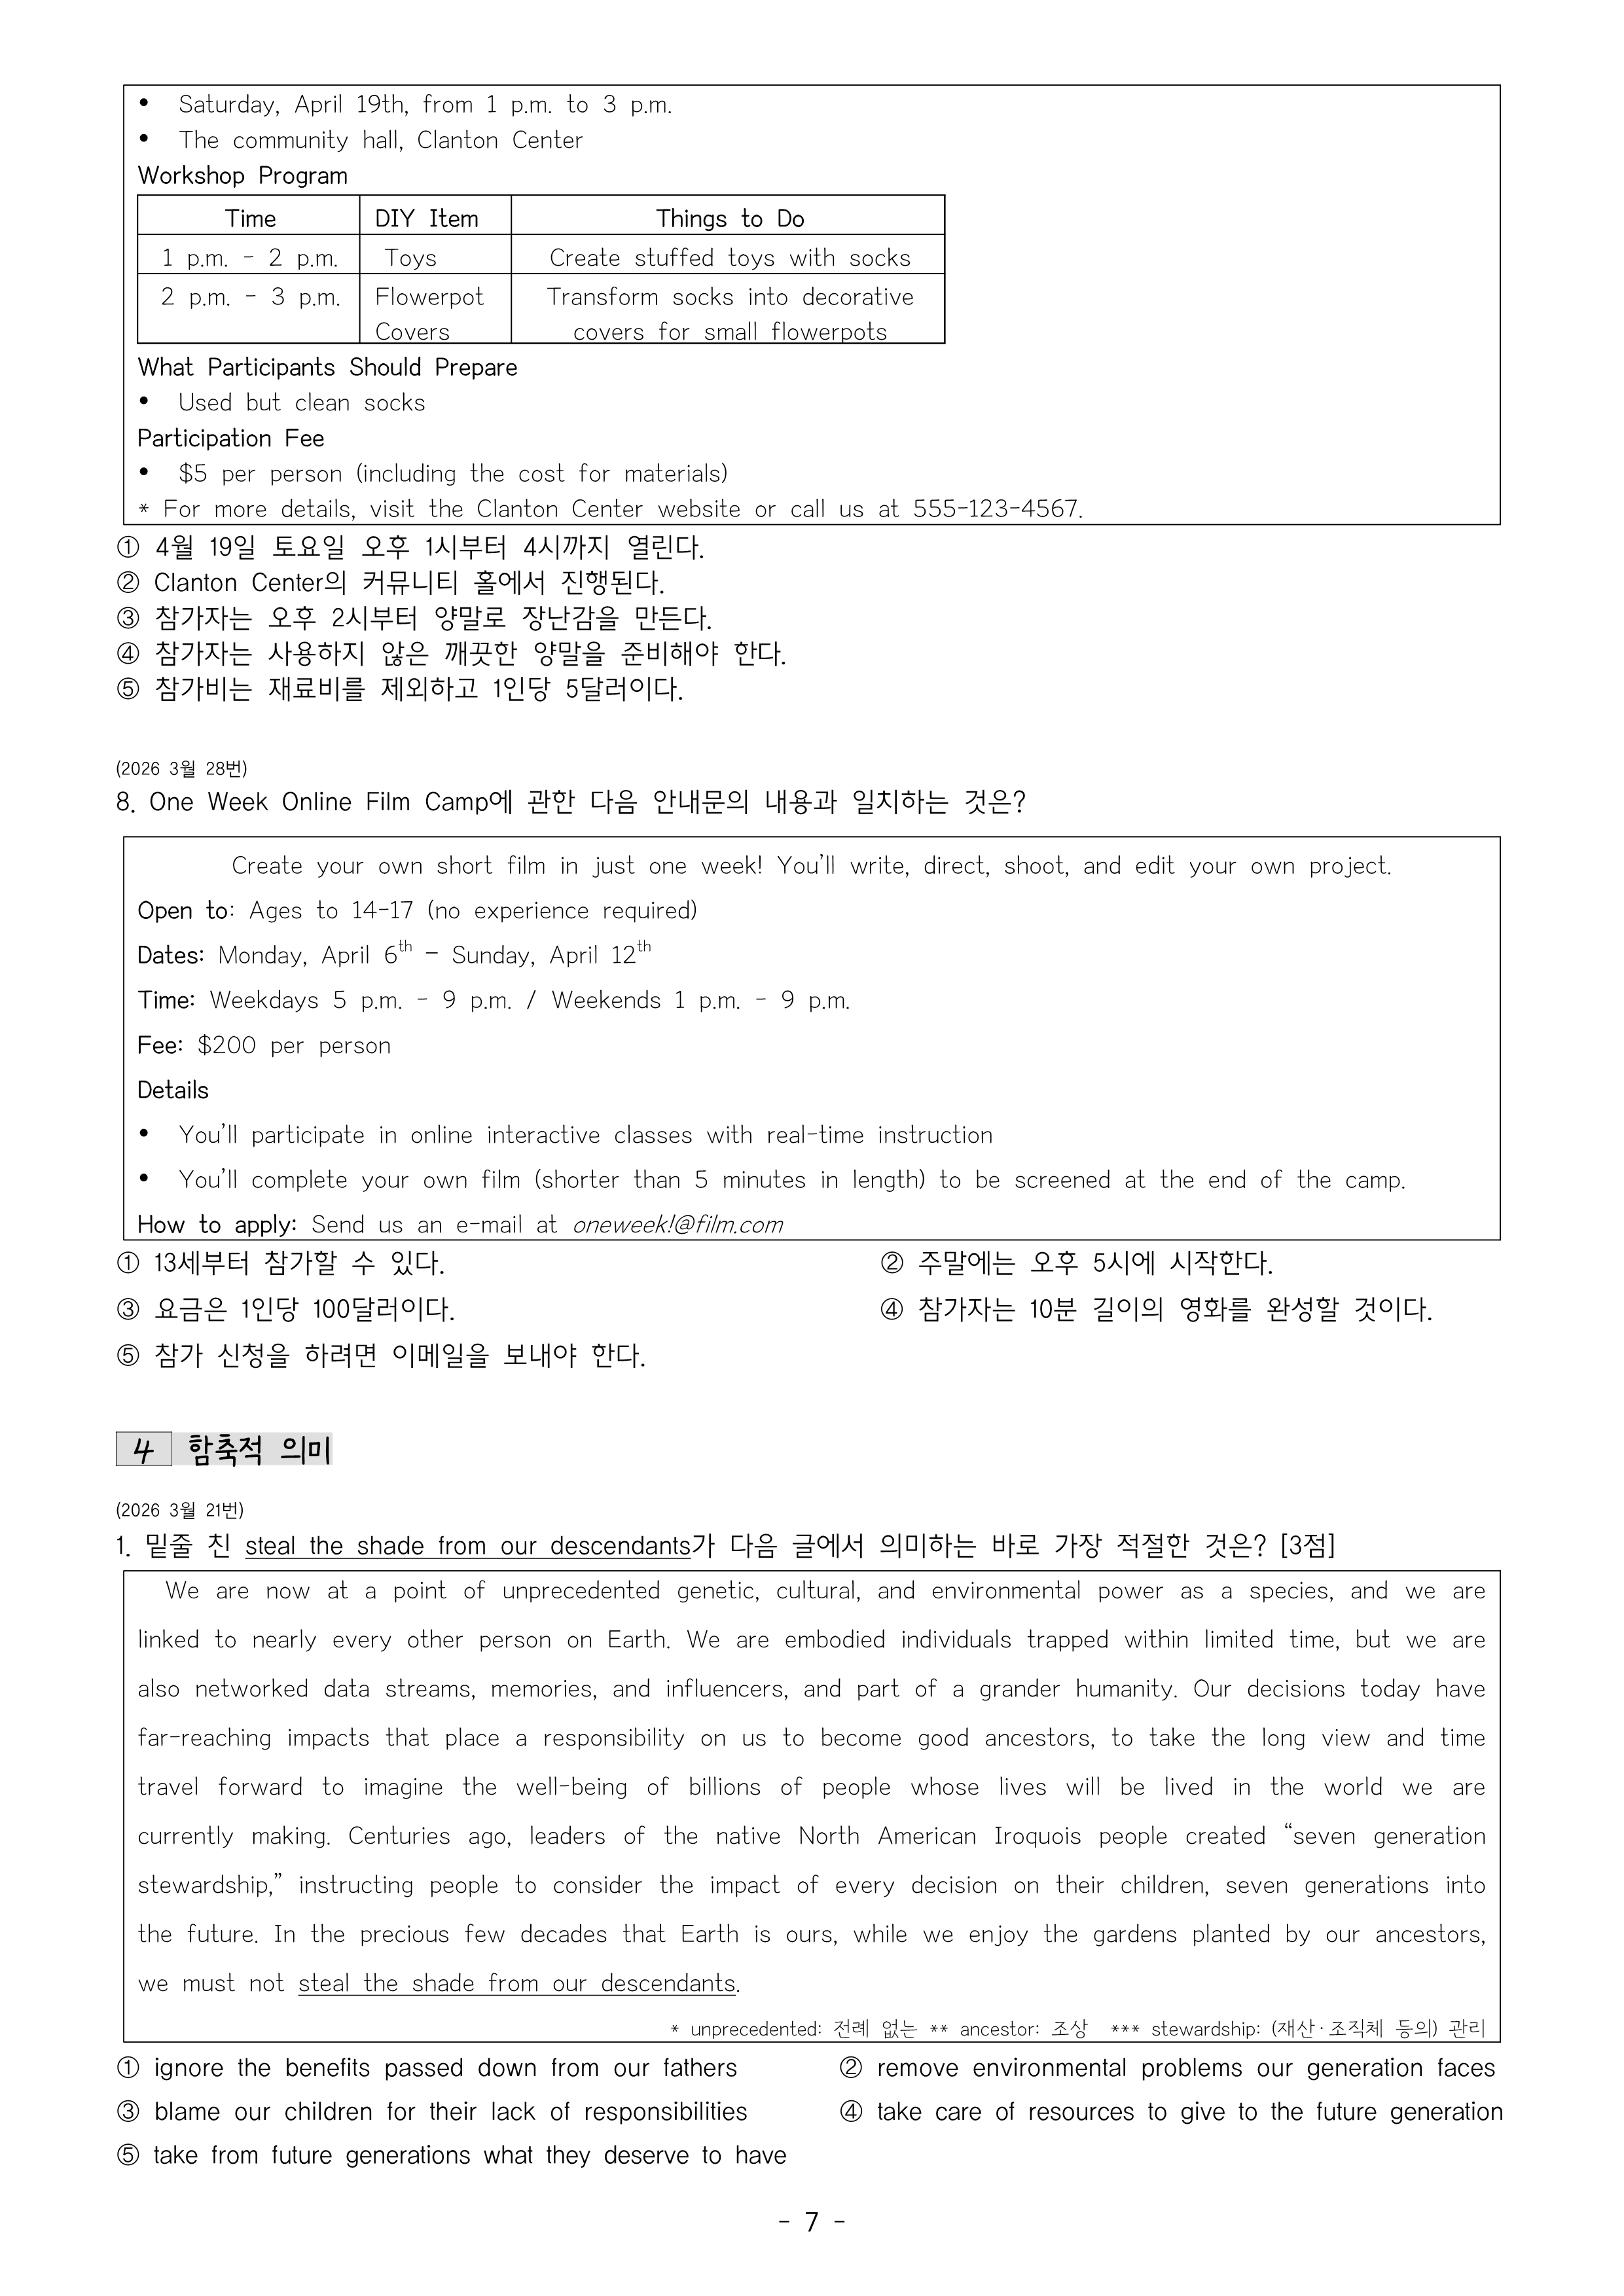 • Saturday, April 19th, from 1 p.m. to 3 p.m.
• The community hall, Clanton Center
Workshop Program
Time DIY Item Things to Do
1 p.m. - 2 p.m. Toys Create stuffed toys with socks
2 p.m. - 3 p.m. Flowerpot Transform socks into decorative
Covers covers for small flowerpots
What Participants Should Prepare
• Used but clean socks
Participation Fee
• $5 per person (including the cost for materials)
* For more details, visit the Clanton Center website or call us at 555-123-4567.
① 4월 19일 토요일 오후 1시부터 4시까지 열린다.
② Clanton Center의 커뮤니티 홀에서 진행된다.
③ 참가자는 오후 2시부터 양말로 장난감을 만든다.
④ 참가자는 사용하지 않은 깨끗한 양말을 준비해야 한다.
⑤ 참가비는 재료비를 제외하고 1인당 5달러이다.
(2026 3월 28번)
8. One Week Online Film Camp에 관한 다음 안내문의 내용과 일치하는 것은?
Create your own short film in just one week! You'll write, direct, shoot, and edit your own project.
Open to: Ages to 14-17 (no experience required)
Dates: Monday, April 6th - Sunday, April 12th
Time: Weekdays 5 p.m. - 9 p.m. / Weekends 1 p.m. - 9 p.m.
Fee: $200 per person
Details
• You'll participate in online interactive classes with real-time instruction
• You'll complete your own film (shorter than 5 minutes in length) to be screened at the end of the camp.
How to apply: Send us an e-mail at oneweek!@film.com
① 13세부터 참가할 수 있다. ② 주말에는 오후 5시에 시작한다.
③ 요금은 1인당 100달러이다. ④ 참가자는 10분 길이의 영화를 완성할 것이다.
⑤ 참가 신청을 하려면 이메일을 보내야 한다.
4 함축적 의미
(2026 3월 21번)
1. 밑줄 친 steal the shade from our descendants가 다음 글에서 의미하는 바로 가장 적절한 것은? [3점]
We are now at a point of unprecedented genetic, cultural, and environmental power as a species, and we are
linked to nearly every other person on Earth. We are embodied individuals trapped within limited time, but we are
also networked data streams, memories, and influencers, and part of a grander humanity. Our decisions today have
far-reaching impacts that place a responsibility on us to become good ancestors, to take the long view and time
travel forward to imagine the well-being of billions of people whose lives will be lived in the world we are
currently making. Centuries ago, leaders of the native North American Iroquois people created “seven generation
stewardship,” instructing people to consider the impact of every decision on their children, seven generations into
the future. In the precious few decades that Earth is ours, while we enjoy the gardens planted by our ancestors,
we must not steal the shade from our descendants.
* unprecedented: 전례 없는 ** ancestor: 조상 *** stewardship: (재산·조직체 등의) 관리
① ignore the benefits passed down from our fathers ② remove environmental problems our generation faces
③ blame our children for their lack of responsibilities ④ take care of resources to give to the future generation
⑤ take from future generations what they deserve to have
- 7 -